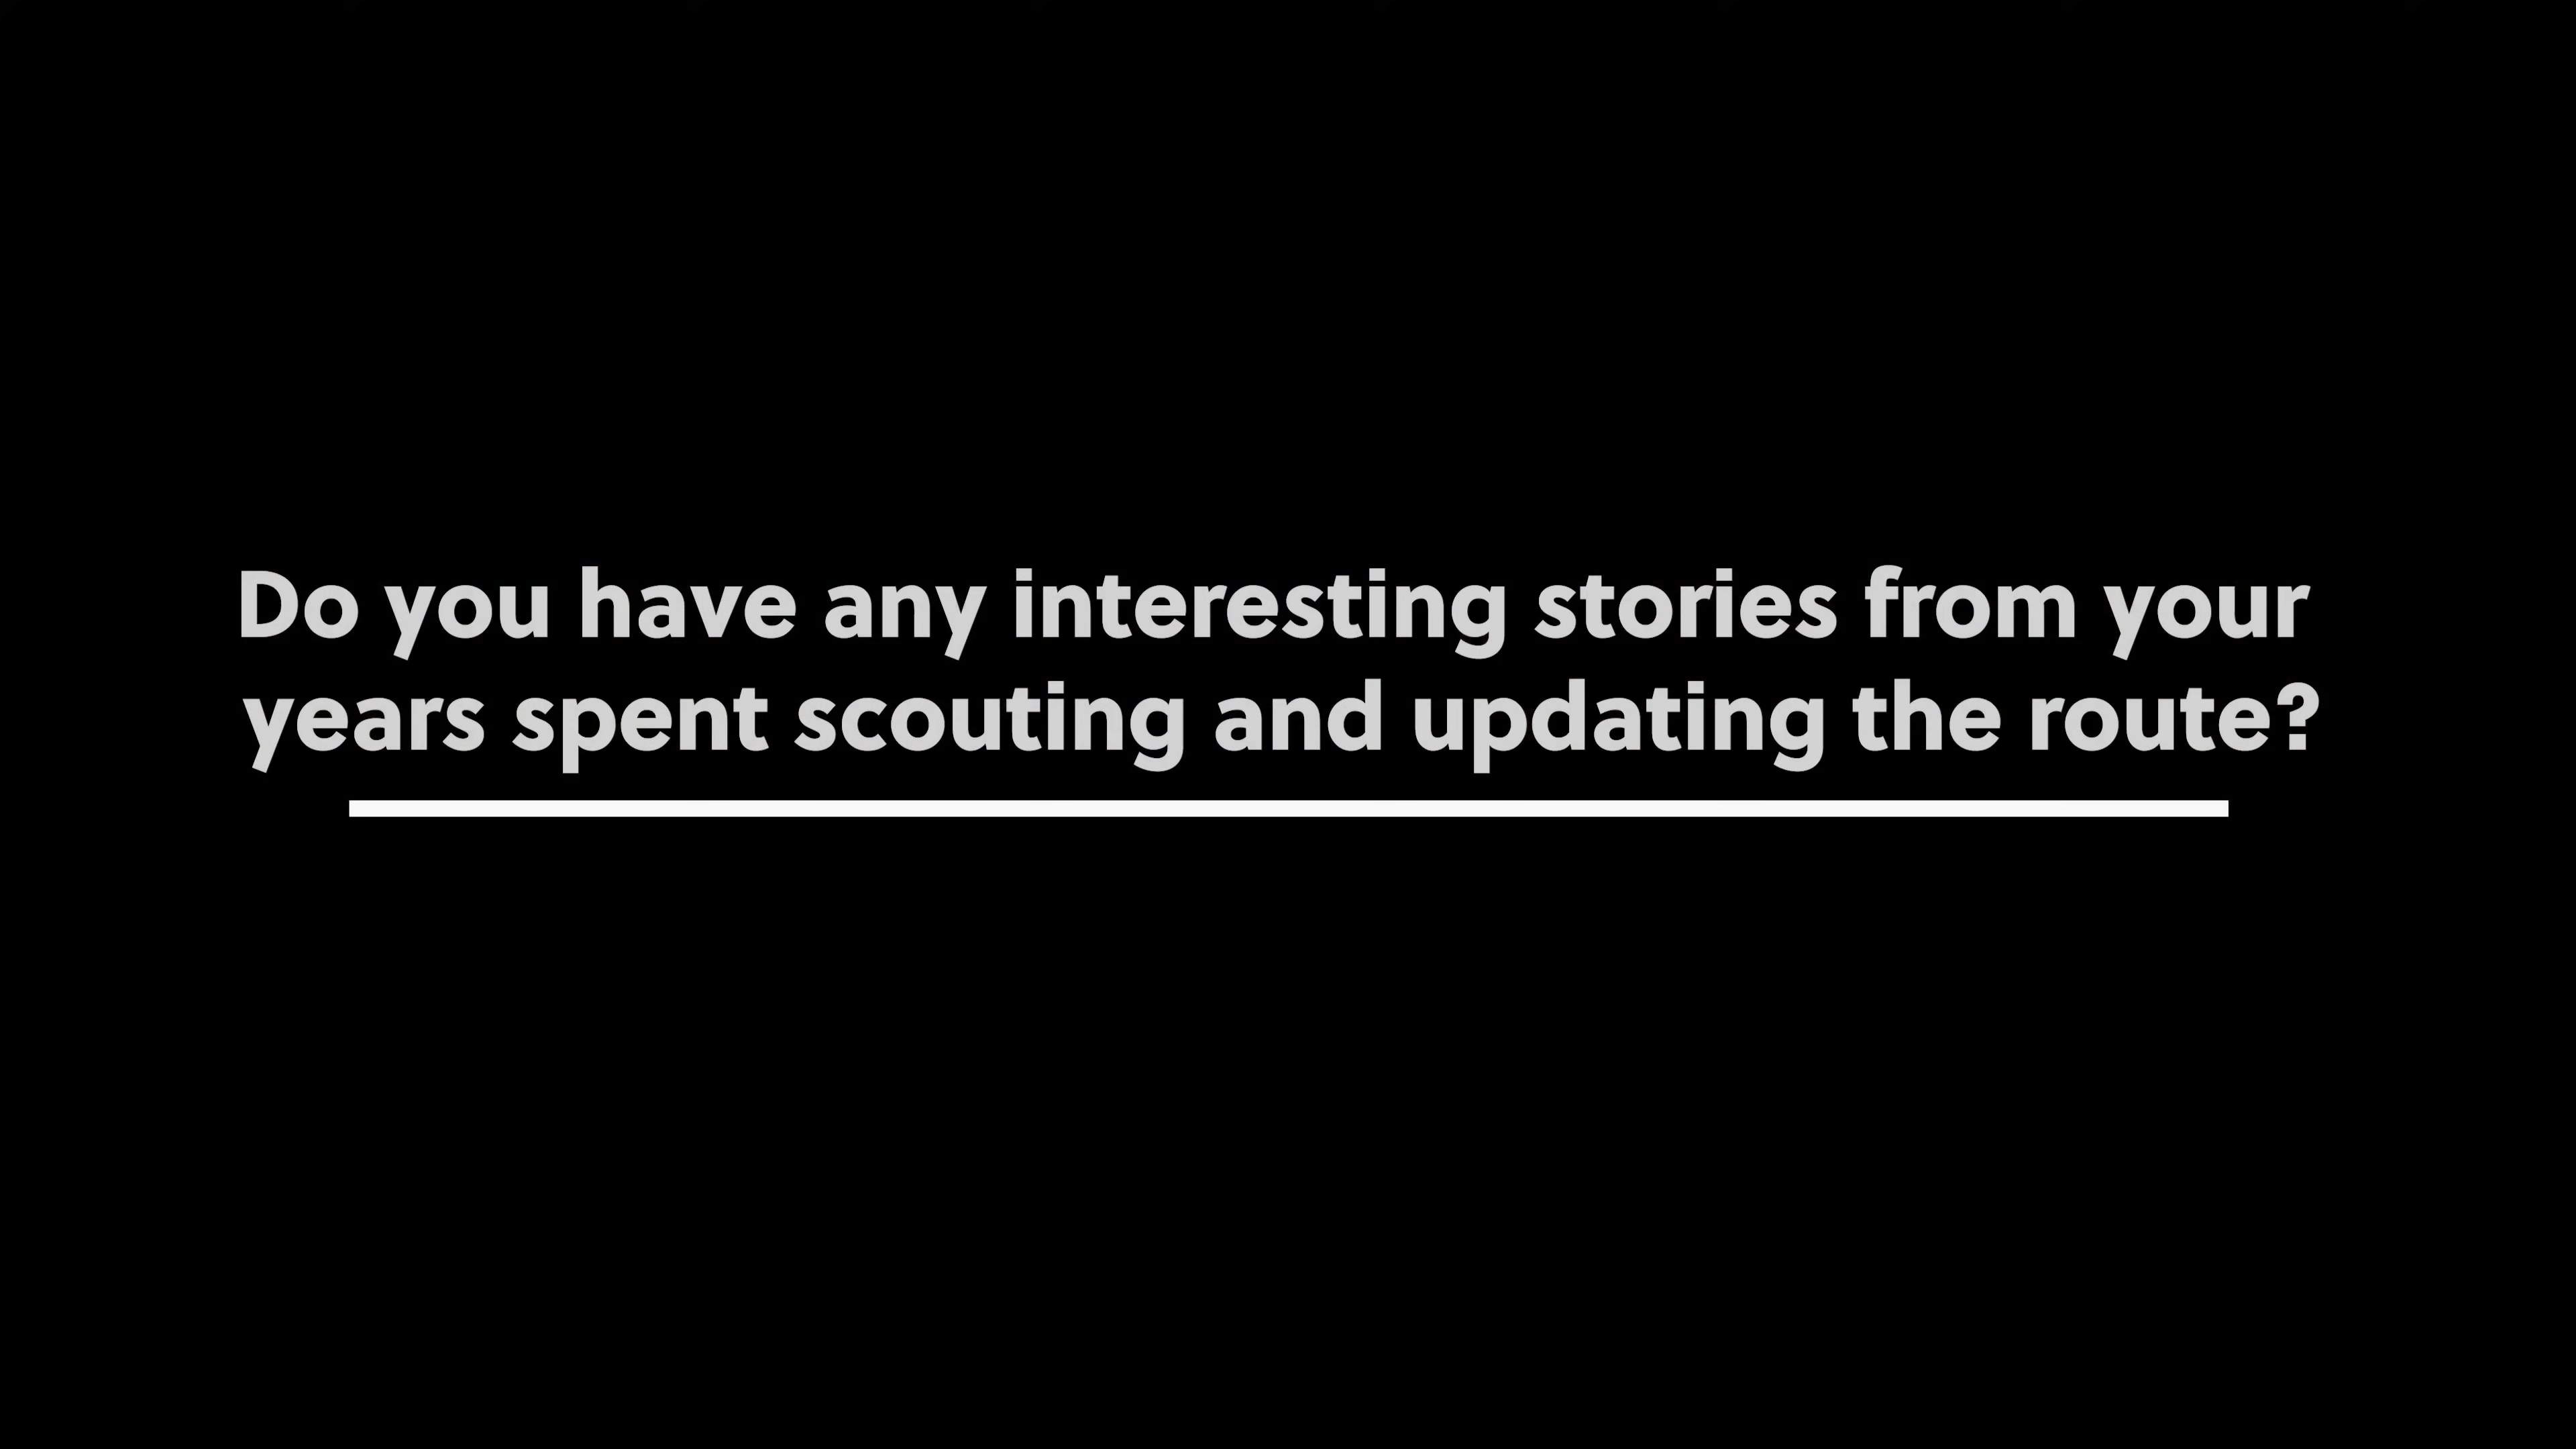 Do you have any interesting stories from your
years spent scouting and updating the route?